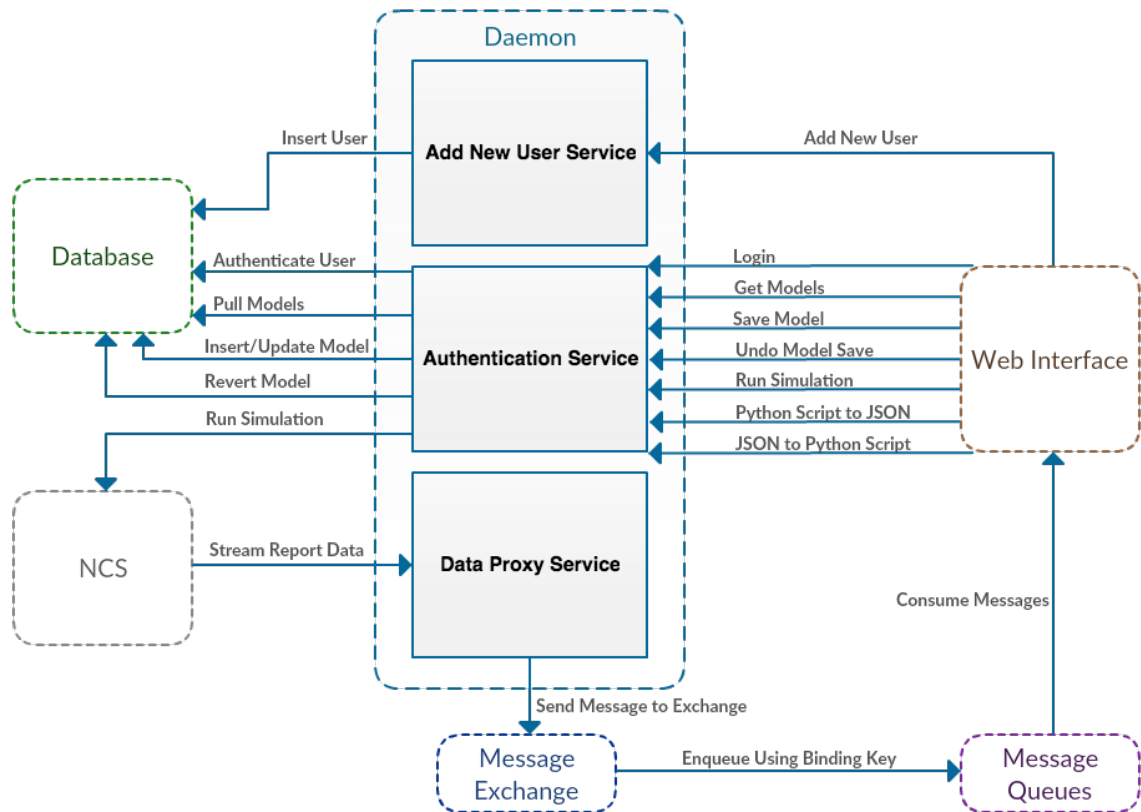 Daemon
Insert User
Add New User Service
Add New User
Database
Authenticate User
Pull Models
Insert/Update Model
Revert Model
Run Simulation
Authentication Service
Login
Get Models
Save Model
Undo Model Save
Run Simulation
Python Script to JSON
JSON to Python Script
Web Interface
NCS
Stream Report Data
Data Proxy Service
Consume Messages
Send Message to Exchange
Message
Exchange
Enqueue Using Binding Key
Message
Queues